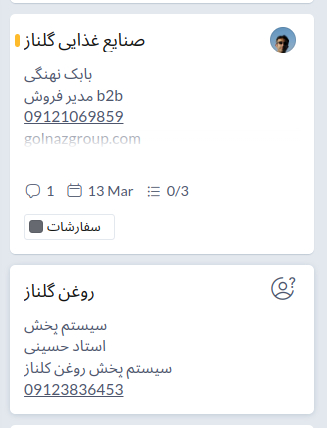 صنایع غذایی گلناز
بابک نهنگی
مدیر فروش b2b
09121069859
golnazgroup.com
1 13 Mar 0/3
سفارشات
روغن گلناز
سیستم پخش
استاد حسینی
سیستم پخش روغن کلناز
09123836453